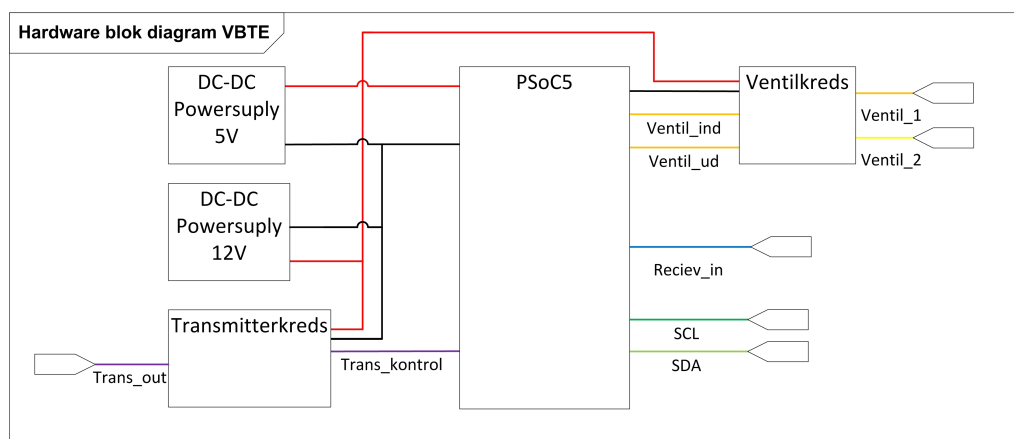 Hardware blok diagram VBTE
DC-DC
Powersuply
5V
PSoC5
Ventilkreds
Ventil_1
Ventil_ind
Ventil_ud
Ventil_2
DC-DC
Powersuply
12V
Reciev_in
Transmitterkreds
SCL
Trans_kontrol
SDA
Trans_out